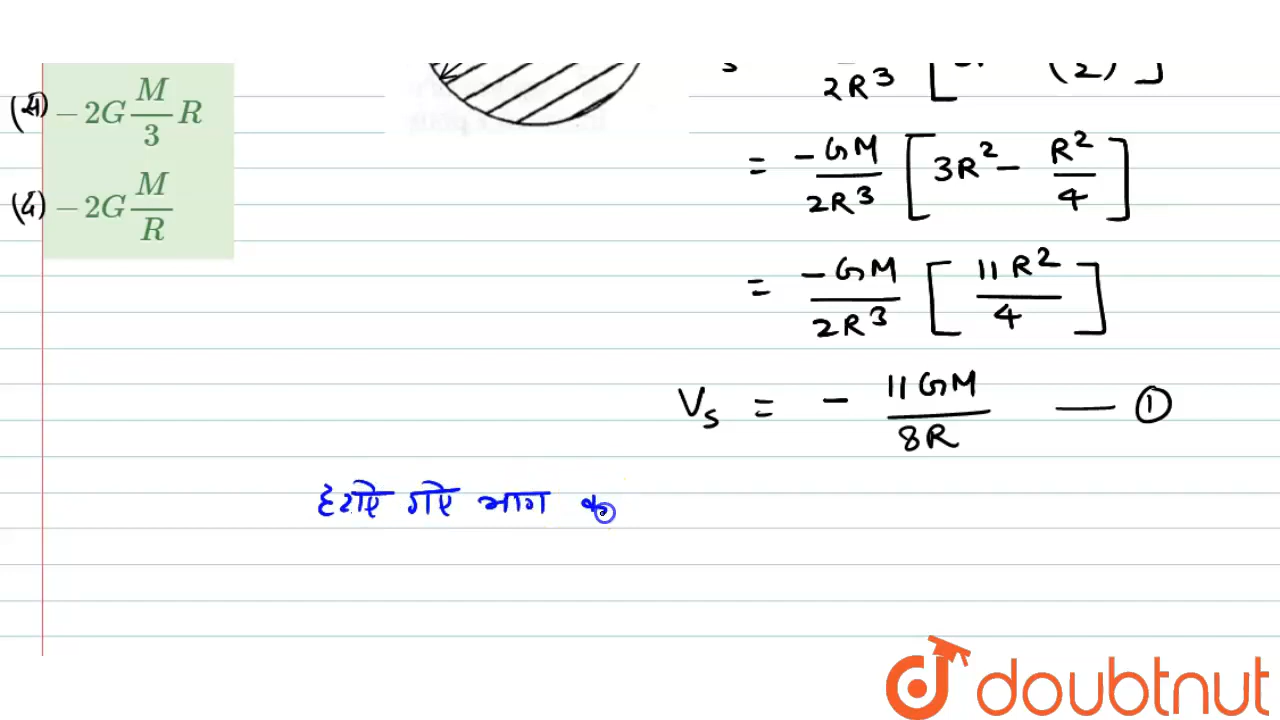 (3) -2G M/3 R
(4) -2G M/R
2R³ [ (2) ]
= -GM/2R³ [ 3R² - R²/4 ]
= -GM/2R³ [ 11R²/4 ]
Vs = - 11GM/8R — ①
हटाए गए भाग क
doubtnut